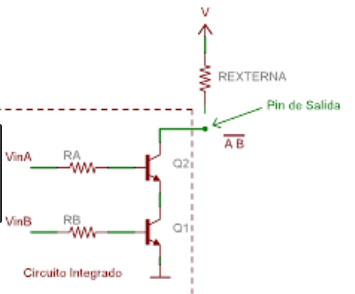 V
REXTERNA
Pin de Salida
A B
VinA
RA
Q2
VinB
RB
Q1
Circuito Integrado